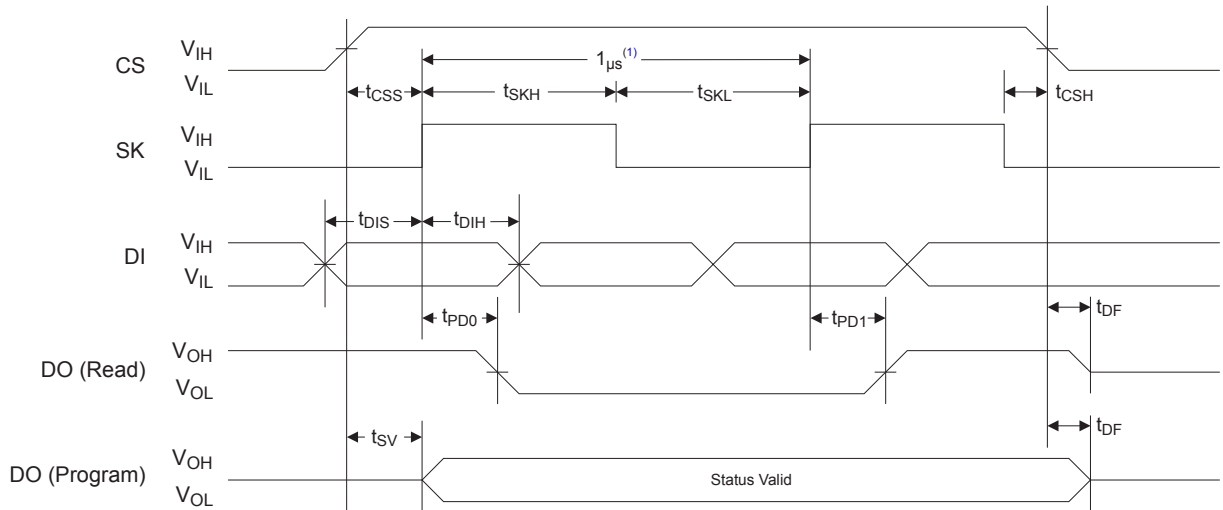 CS
VIH
VIL
1µs(1)
tCSS
tSKH
tSKL
tCSH
SK
VIH
VIL
tDIS
tDIH
DI
VIH
VIL
tPD0
tPD1
tDF
DO (Read)
VOH
VOL
tSV
tDF
DO (Program)
VOH
VOL
Status Valid